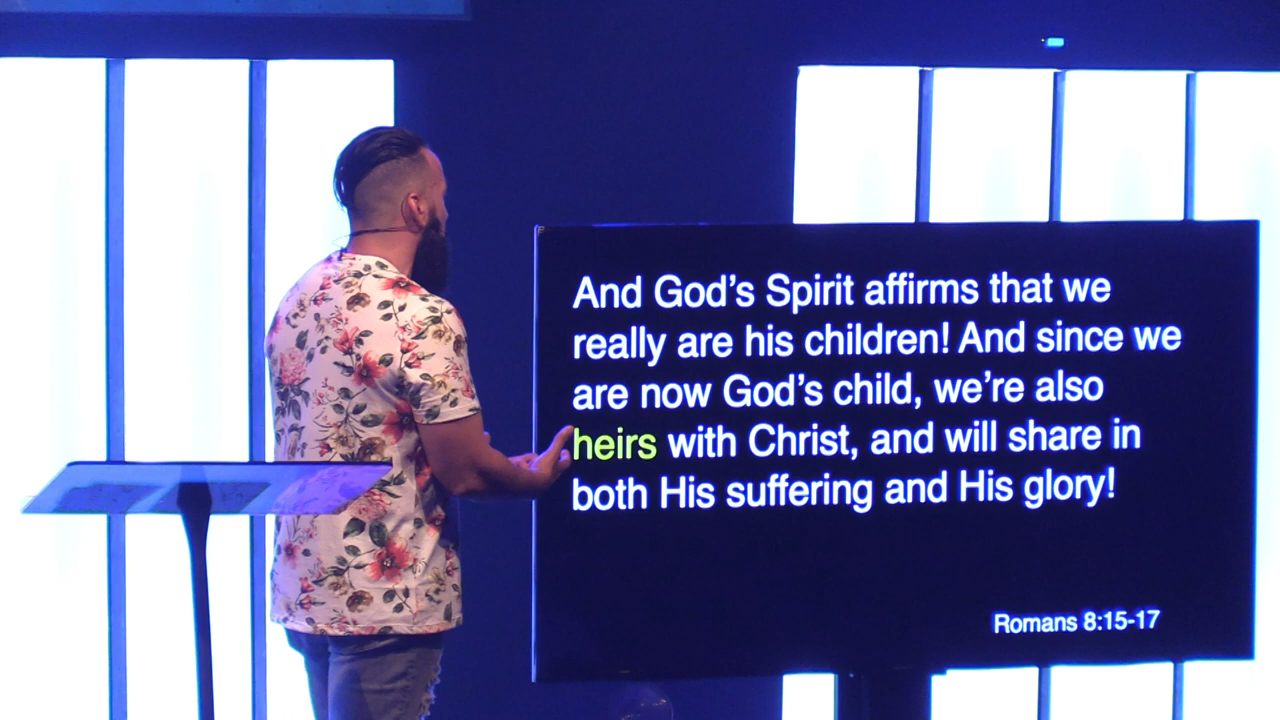 And God’s Spirit affirms that we
really are his children! And since we
are now God’s child, we’re also
heirs with Christ, and will share in
both His suffering and His glory!
Romans 8:15-17